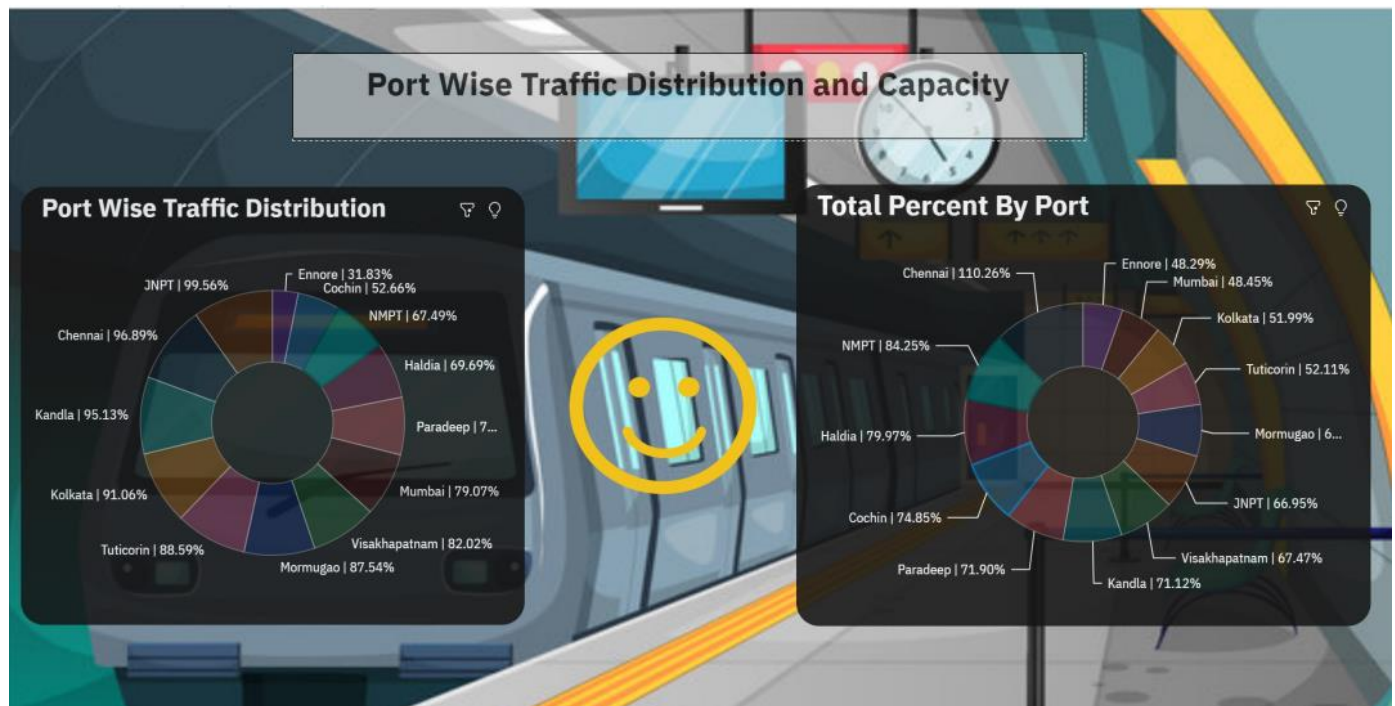 Port Wise Traffic Distribution and Capacity
Port Wise Traffic Distribution
JNPT | 99.56%
Ennore | 31.83%
Cochin | 52.66%
NMPT | 67.49%
Chennai | 96.89%
Haldia | 69.69%
Kandla | 95.13%
Paradeep | 7...
Kolkata | 91.06%
Mumbai | 79.07%
Tuticorin | 88.59%
Visakhapatnam | 82.02%
Mormugao | 87.54%
Total Percent By Port
Chennai | 110.26%
Ennore | 48.29%
Mumbai | 48.45%
Kolkata | 51.99%
NMPT | 84.25%
Tuticorin | 52.11%
Haldia | 79.97%
Mormugao | 6...
Cochin | 74.85%
JNPT | 66.95%
Visakhapatnam | 67.47%
Paradeep | 71.90%
Kandla | 71.12%